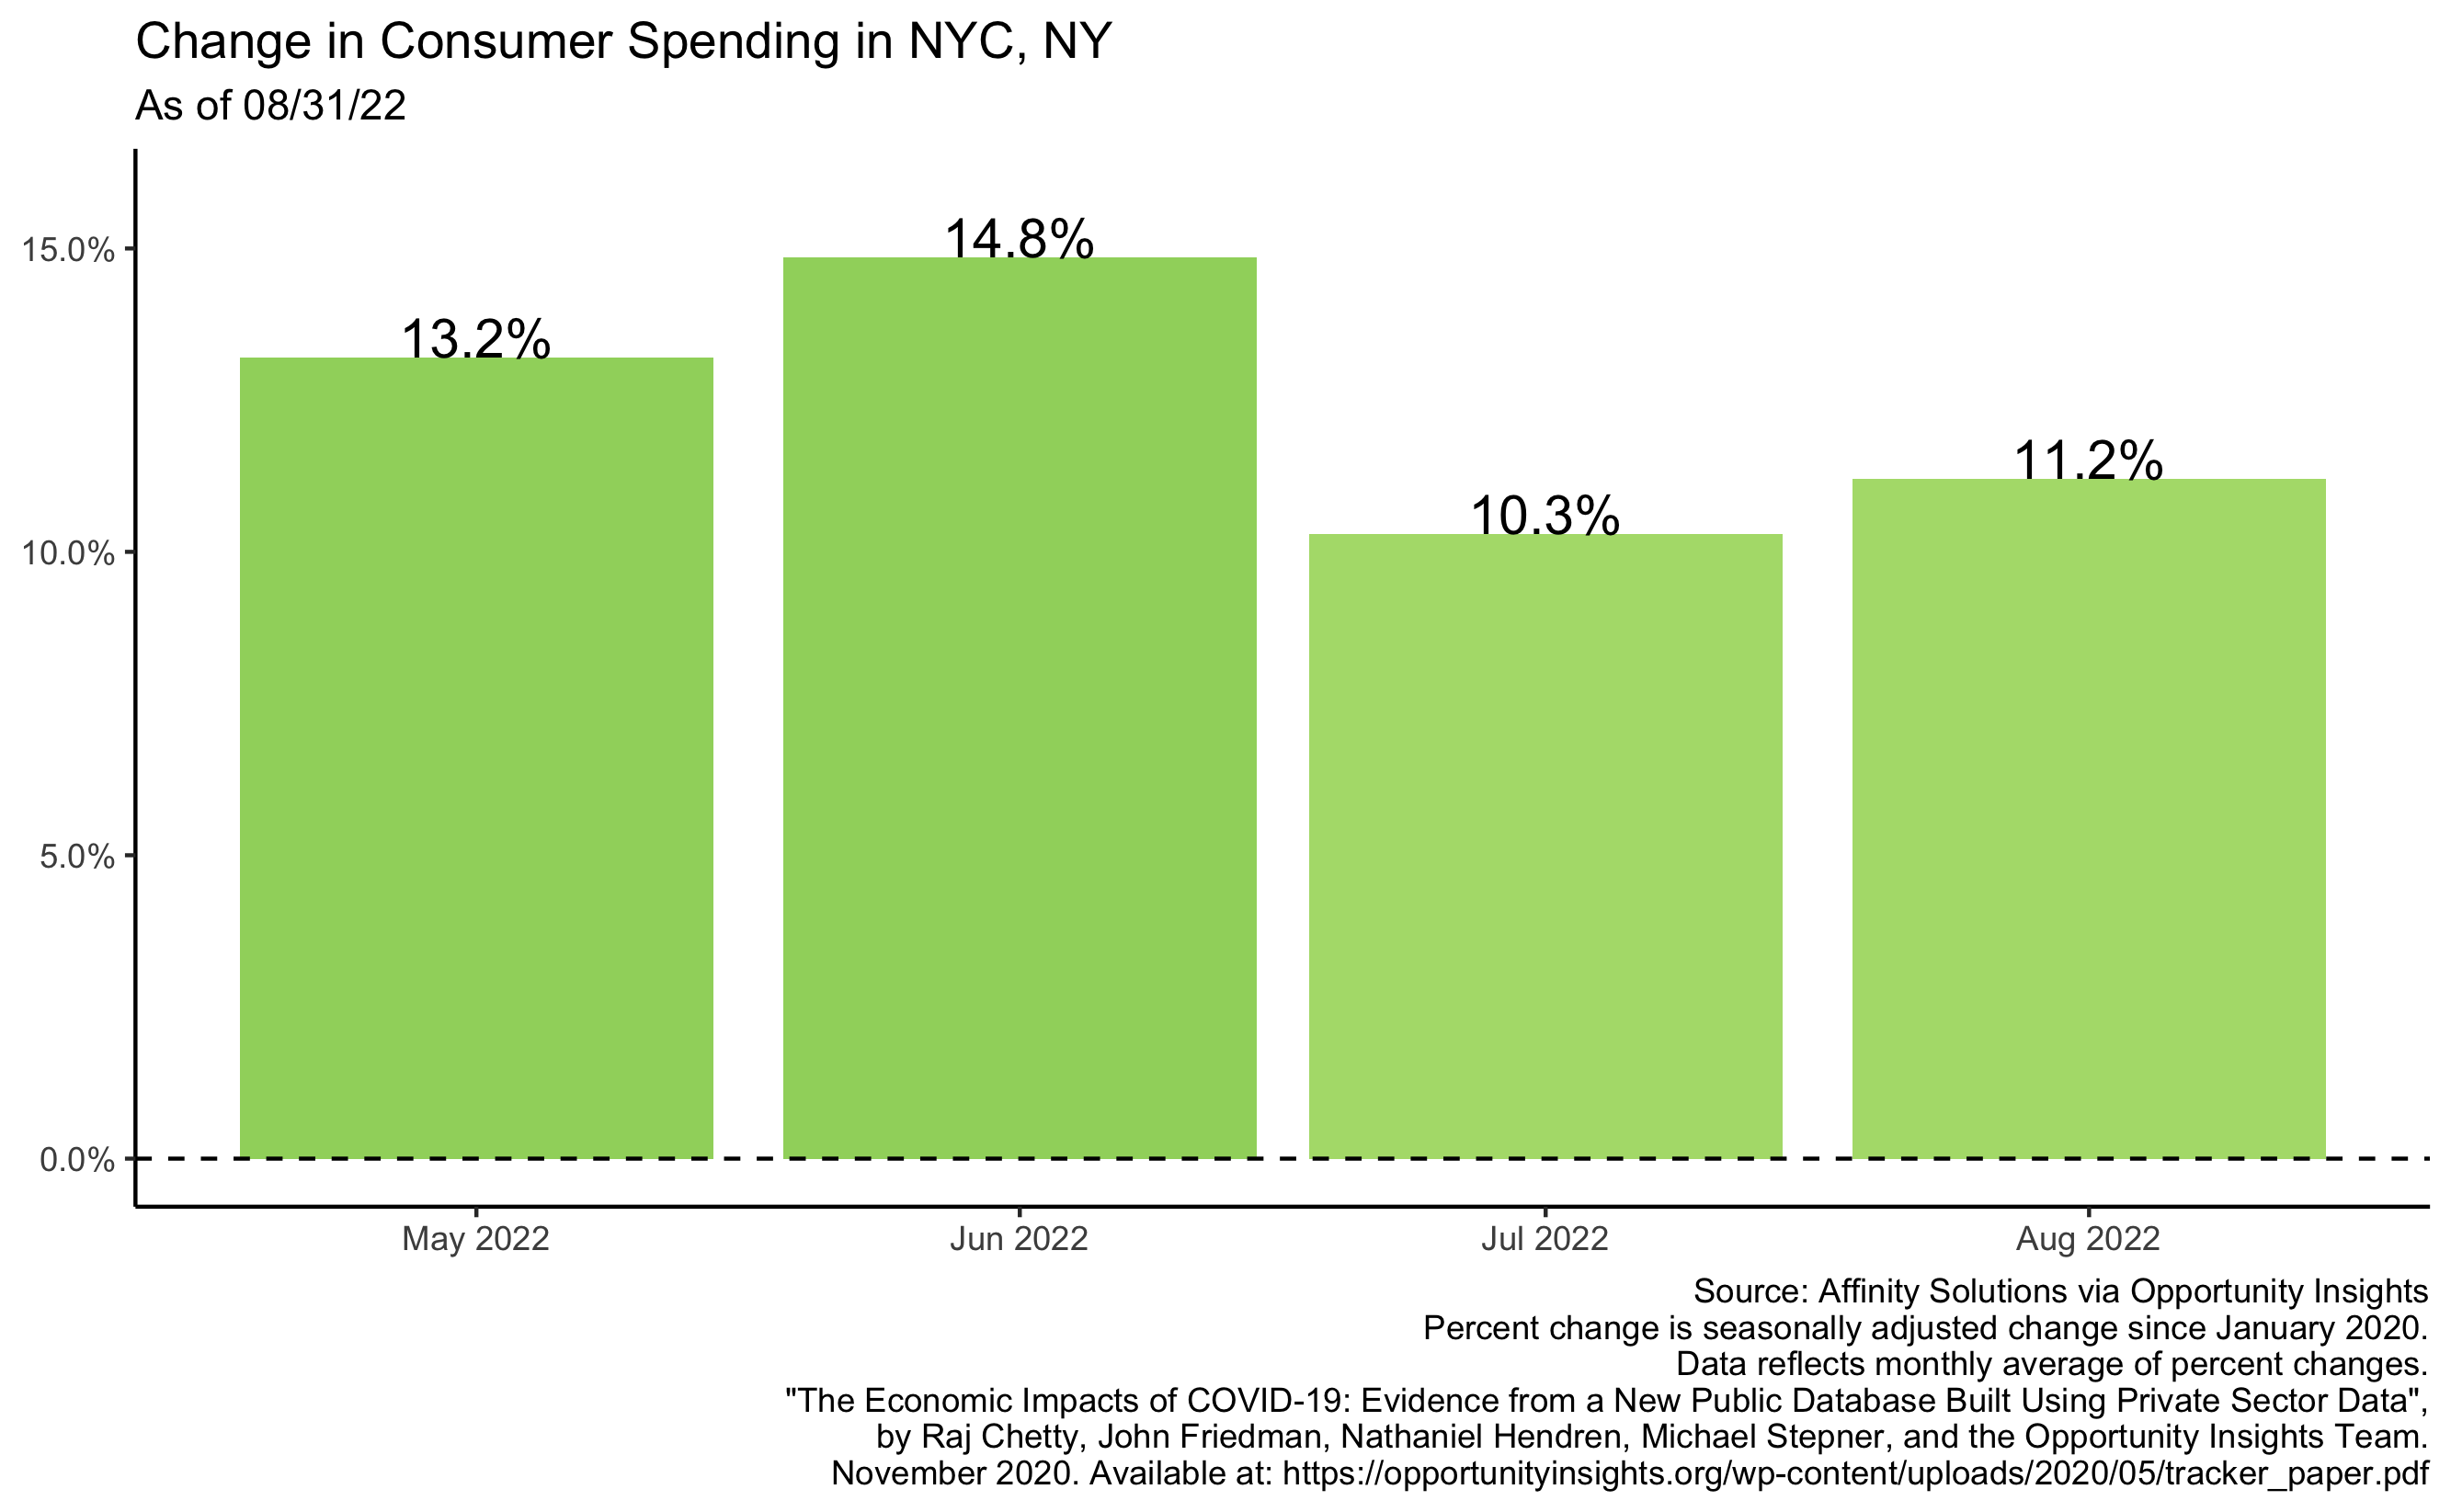 Change in Consumer Spending in NYC, NY
As of 08/31/22
15.0%
10.0%
5.0%
0.0%
13.2%
14.8%
10.3%
11.2%
May 2022
Jun 2022
Jul 2022
Aug 2022
Source: Affinity Solutions via Opportunity Insights
Percent change is seasonally adjusted change since January 2020.
Data reflects monthly average of percent changes.
"The Economic Impacts of COVID-19: Evidence from a New Public Database Built Using Private Sector Data",
by Raj Chetty, John Friedman, Nathaniel Hendren, Michael Stepner, and the Opportunity Insights Team.
November 2020. Available at: https://opportunityinsights.org/wp-content/uploads/2020/05/tracker_paper.pdf